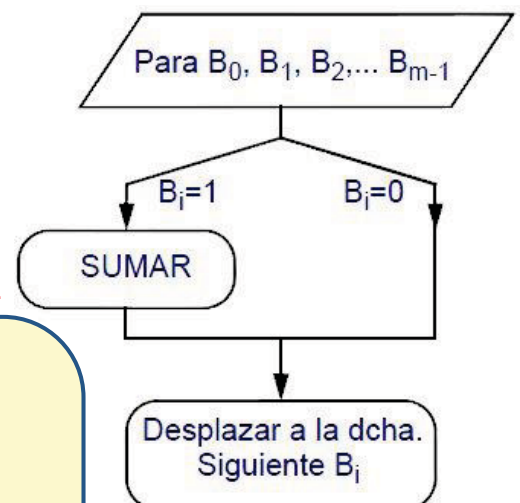 Para B₀, B₁, B₂,... Bₘ₋₁
Bᵢ=1 Bᵢ=0
SUMAR
Desplazar a la dcha.
Siguiente Bᵢ